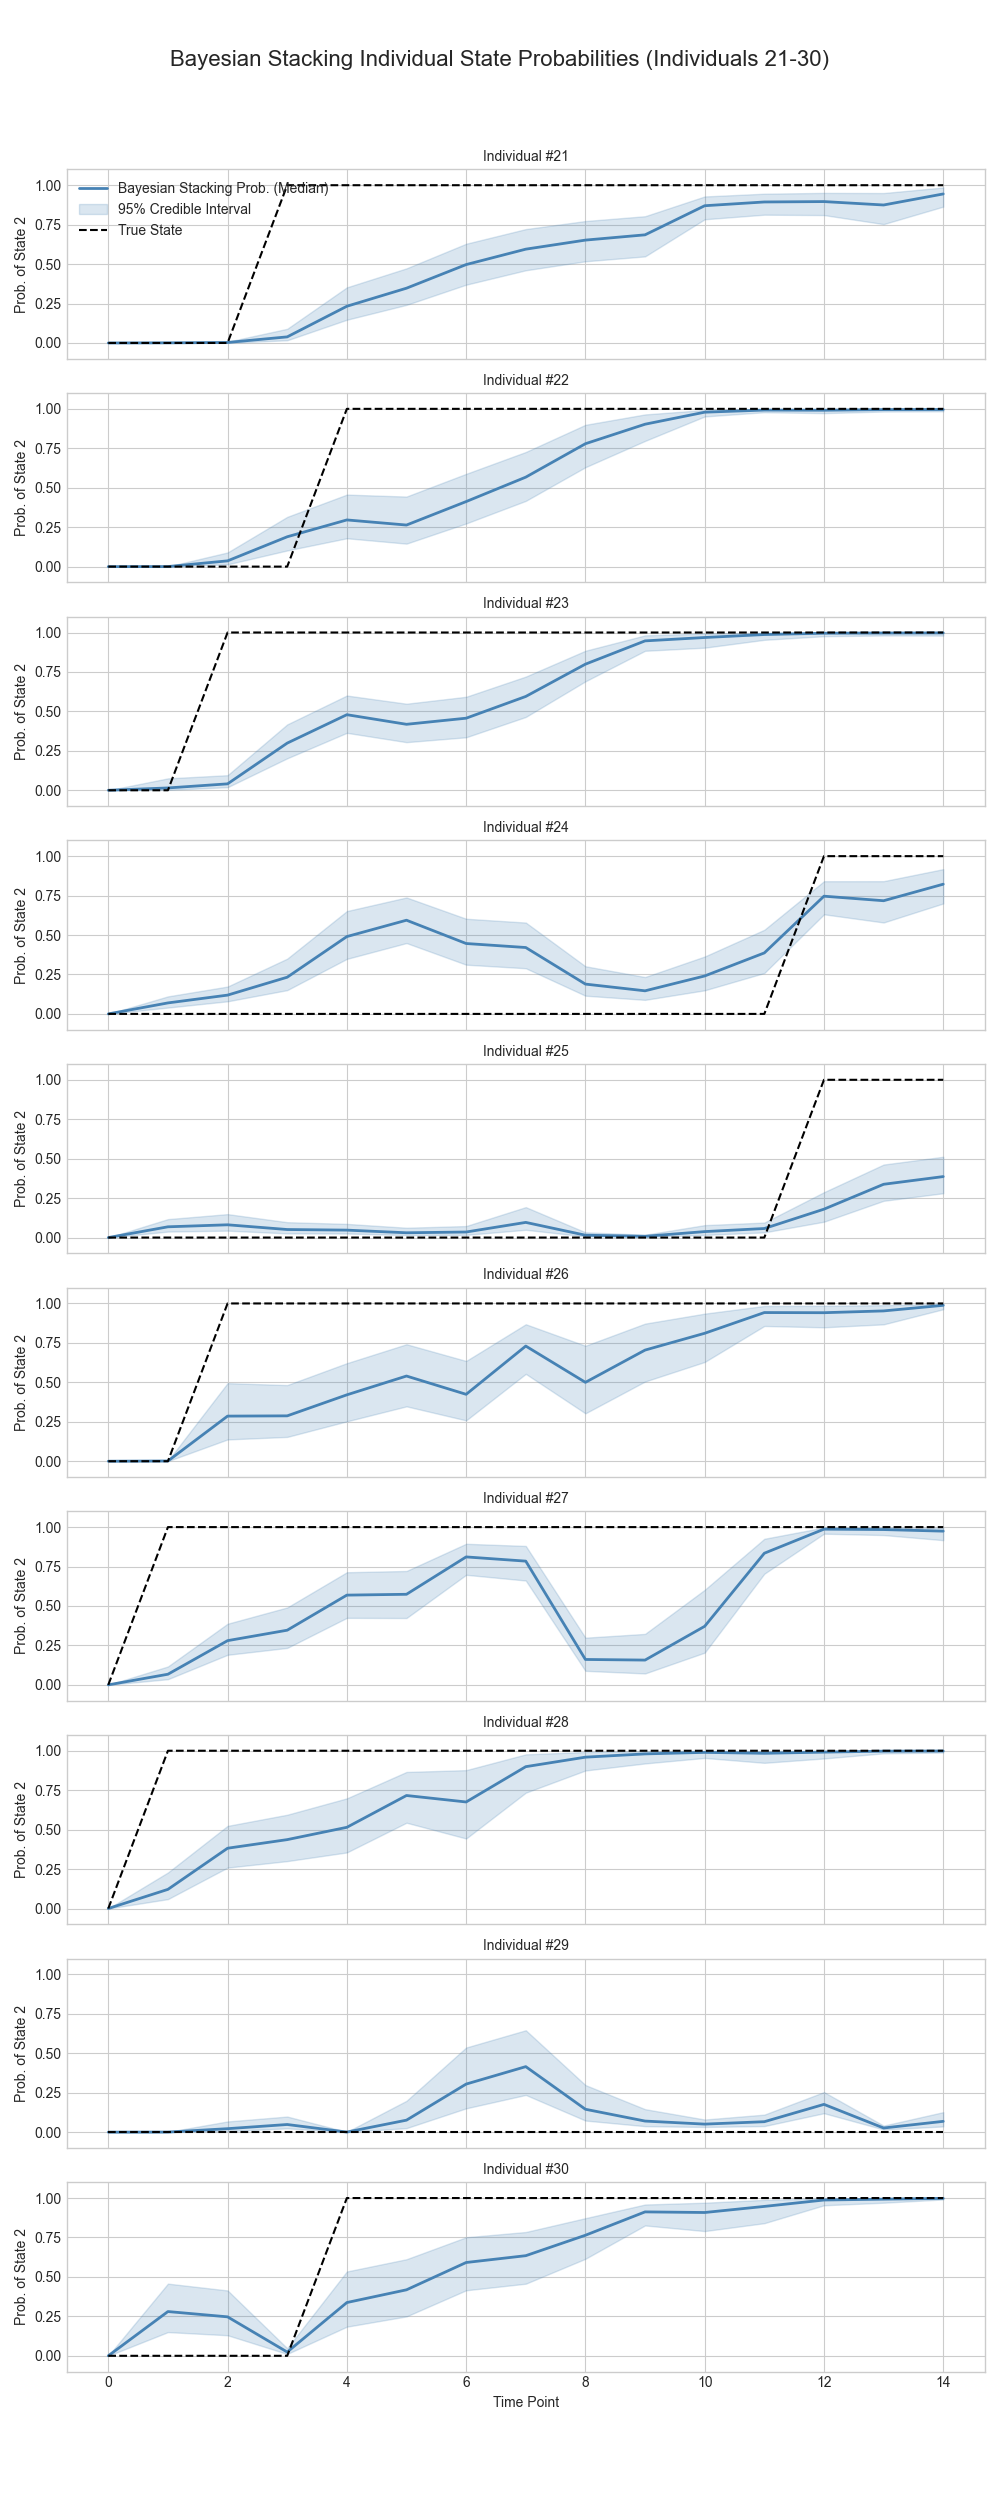 Bayesian Stacking Individual State Probabilities (Individuals 21-30)
Individual #21
1.00
0.75
0.50
0.25
0.00
Prob. of State 2
Bayesian Stacking Prob. (Median)
95% Credible Interval
True State
Individual #22
1.00
0.75
0.50
0.25
0.00
Prob. of State 2
Individual #23
1.00
0.75
0.50
0.25
0.00
Prob. of State 2
Individual #24
1.00
0.75
0.50
0.25
0.00
Prob. of State 2
Individual #25
1.00
0.75
0.50
0.25
0.00
Prob. of State 2
Individual #26
1.00
0.75
0.50
0.25
0.00
Prob. of State 2
Individual #27
1.00
0.75
0.50
0.25
0.00
Prob. of State 2
Individual #28
1.00
0.75
0.50
0.25
0.00
Prob. of State 2
Individual #29
1.00
0.75
0.50
0.25
0.00
Prob. of State 2
Individual #30
1.00
0.75
0.50
0.25
0.00
Prob. of State 2
0 2 4 6 8 10 12 14
Time Point